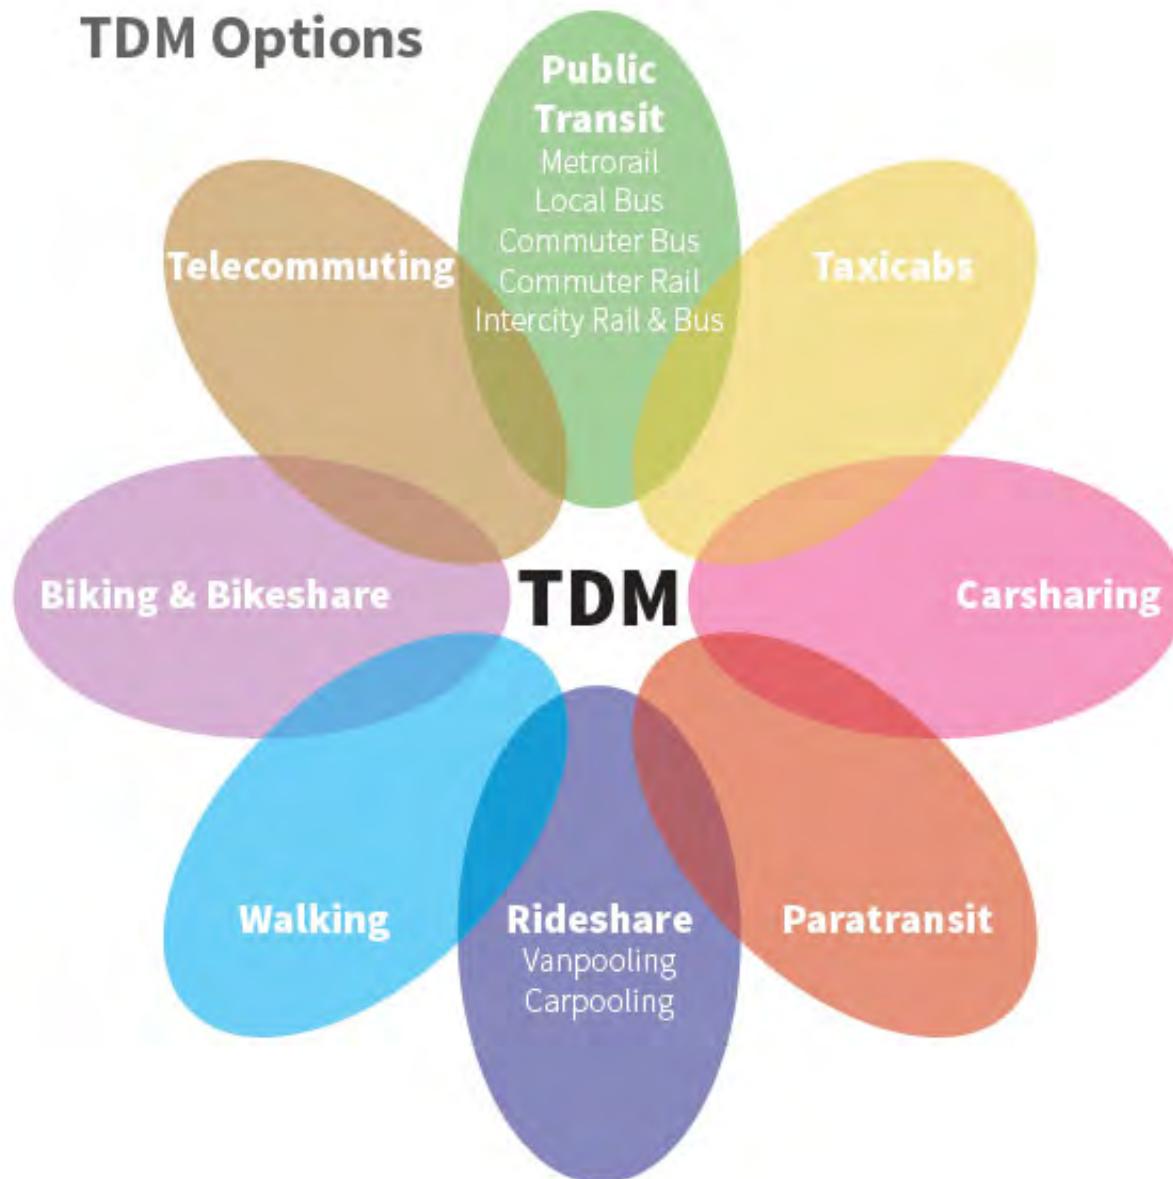 TDM Options
Public
Transit
Metrorail
Local Bus
Commuter Bus
Commuter Rail
Intercity Rail & Bus
Telecommuting
Taxicabs
Biking & Bikeshare
TDM
Carsharing
Walking
Rideshare
Vanpooling
Carpooling
Paratransit